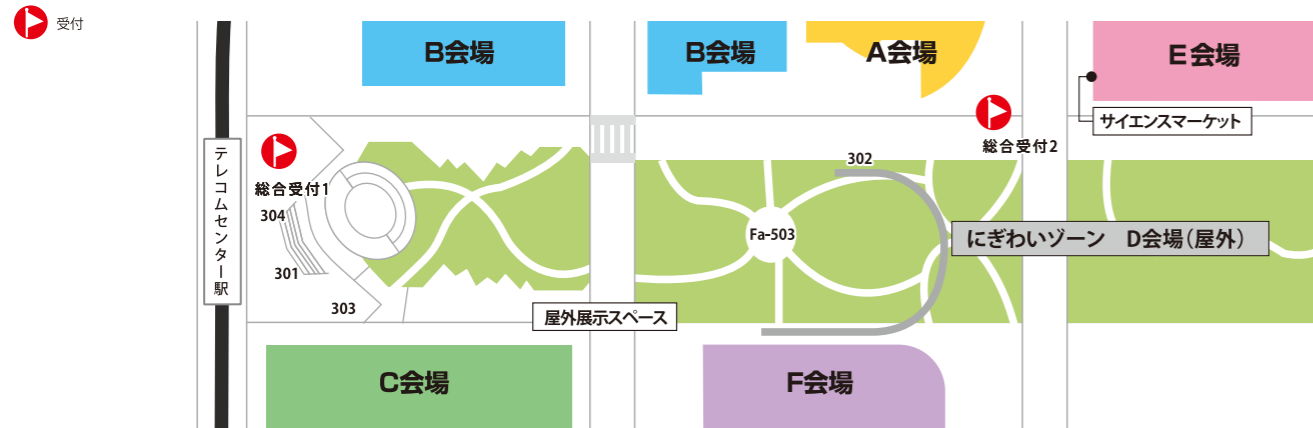 受付
B会場
B会場
A会場
E会場
サイエンスマーケット
総合受付2
テレコムセンター駅
総合受付1
304
301
303
302
Fa-503
にぎわいゾーン　D会場(屋外)
屋外展示スペース
C会場
F会場